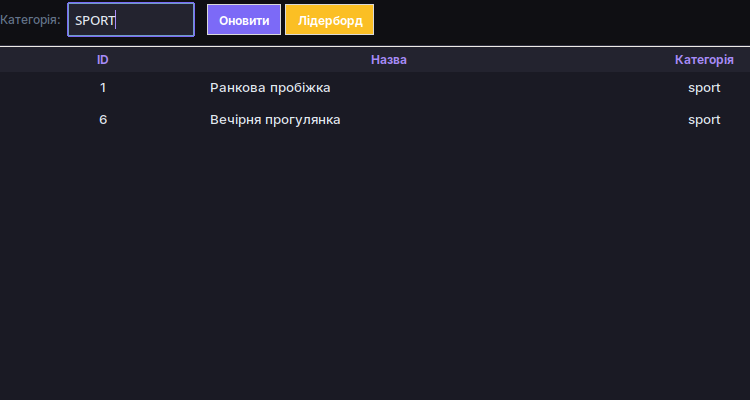 Категорія: SPORT Оновити Лідерборд
ID Назва Категорія
1 Ранкова пробіжка sport
6 Вечірня прогулянка sport